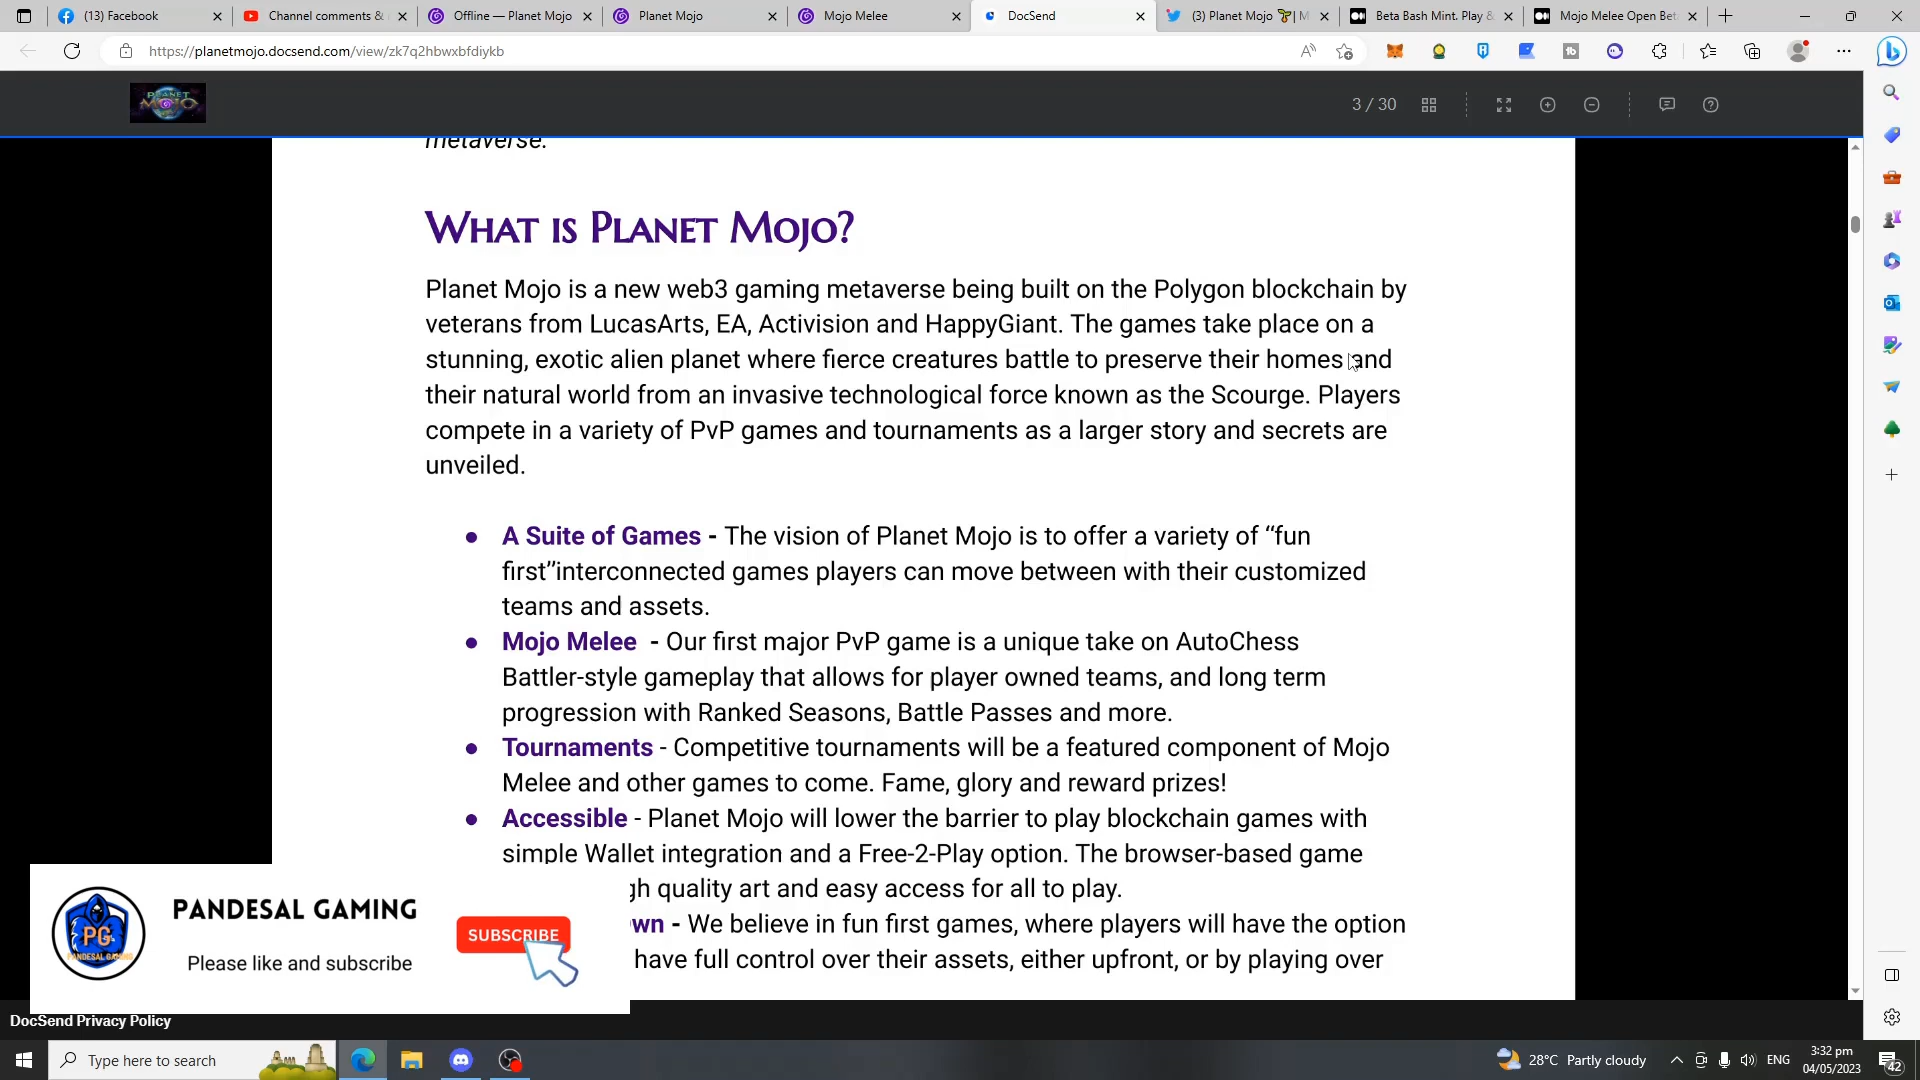 (13) Facebook
Channel comments &
Offline — Planet Mojo
Planet Mojo
Mojo Melee
DocSend
(3) Planet Mojo
Beta Bash Mint. Play &
Mojo Melee Open Bet
https://planetmojo.docsend.com/view/zk7q2hbwxbfdiykb
PLANET
MOJO
3 / 30
metaverse.
WHAT IS PLANET MOJO?
Planet Mojo is a new web3 gaming metaverse being built on the Polygon blockchain by
veterans from LucasArts, EA, Activision and HappyGiant. The games take place on a
stunning, exotic alien planet where fierce creatures battle to preserve their homes and
their natural world from an invasive technological force known as the Scourge. Players
compete in a variety of PvP games and tournaments as a larger story and secrets are
unveiled.
● A Suite of Games - The vision of Planet Mojo is to offer a variety of “fun
first”interconnected games players can move between with their customized
teams and assets.
● Mojo Melee - Our first major PvP game is a unique take on AutoChess
Battler-style gameplay that allows for player owned teams, and long term
progression with Ranked Seasons, Battle Passes and more.
● Tournaments - Competitive tournaments will be a featured component of Mojo
Melee and other games to come. Fame, glory and reward prizes!
● Accessible - Planet Mojo will lower the barrier to play blockchain games with
simple Wallet integration and a Free-2-Play option. The browser-based game
gh quality art and easy access for all to play.
wn - We believe in fun first games, where players will have the option
have full control over their assets, either upfront, or by playing over
PG
PANDESAL GAMING
PANDESAL GAMING
Please like and subscribe
SUBSCRIBE
DocSend Privacy Policy
Type here to search
28°C Partly cloudy
ENG
3:32 pm
04/05/2023
42